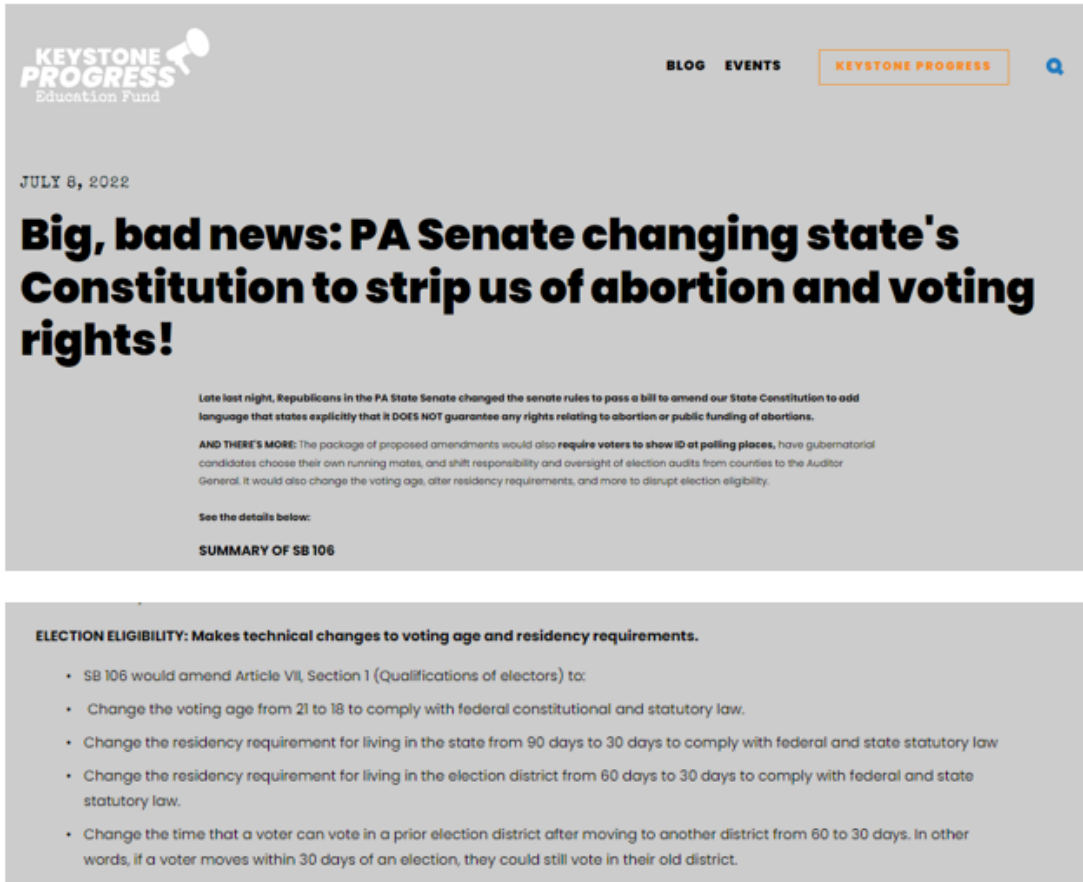 KEYSTONE
PROGRESS
Education Fund
BLOG EVENTS KEYSTONE PROGRESS
JULY 8, 2022
Big, bad news: PA Senate changing state's
Constitution to strip us of abortion and voting
rights!
Late last night, Republicans in the PA State Senate changed the senate rules to pass a bill to amend our State Constitution to add
language that states explicitly that it DOES NOT guarantee any rights relating to abortion or public funding of abortions.
AND THERE'S MORE: The package of proposed amendments would also require voters to show ID at polling places, have gubernatorial
candidates choose their own running mates, and shift responsibility and oversight of election audits from counties to the Auditor
General. It would also change the voting age, alter residency requirements, and more to disrupt election eligibility.
See the details below:
SUMMARY OF SB 106
ELECTION ELIGIBILITY: Makes technical changes to voting age and residency requirements.
• SB 106 would amend Article VII, Section 1 (Qualifications of electors) to:
• Change the voting age from 21 to 18 to comply with federal constitutional and statutory law.
• Change the residency requirement for living in the state from 90 days to 30 days to comply with federal and state statutory law
• Change the residency requirement for living in the election district from 60 days to 30 days to comply with federal and state
statutory law.
• Change the time that a voter can vote in a prior election district after moving to another district from 60 to 30 days. In other
words, if a voter moves within 30 days of an election, they could still vote in their old district.